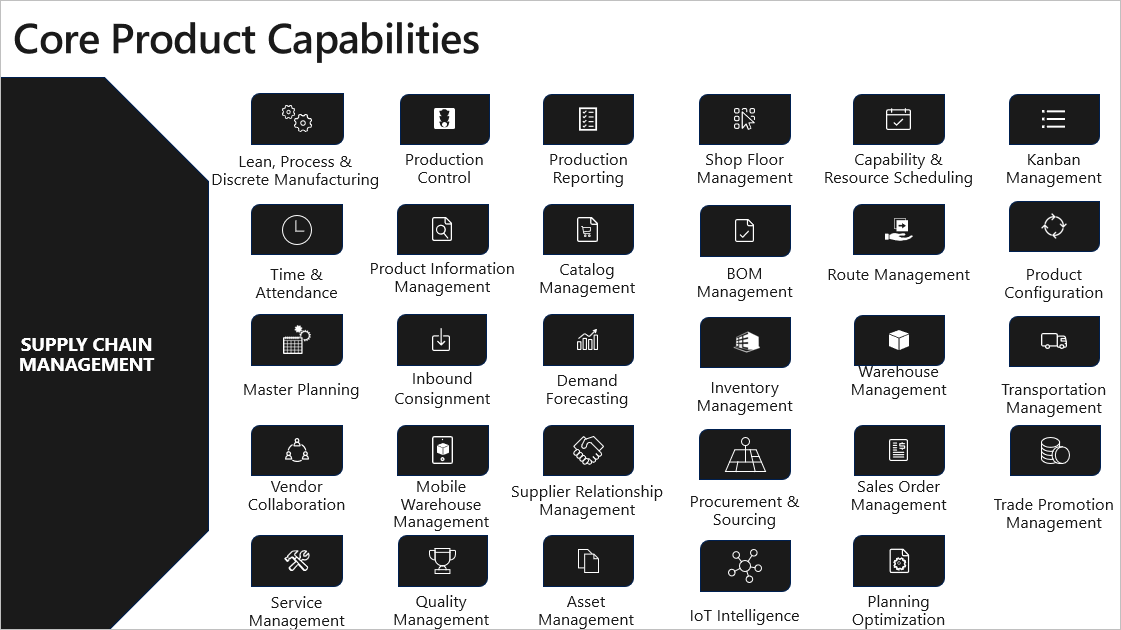 Core Product Capabilities
SUPPLY CHAIN
MANAGEMENT
Lean, Process &
Discrete Manufacturing
Production
Control
Production
Reporting
Shop Floor
Management
Capability &
Resource Scheduling
Kanban
Management
Time &
Attendance
Product Information
Management
Catalog
Management
BOM
Management
Route Management
Product
Configuration
Master Planning
Inbound
Consignment
Demand
Forecasting
Inventory
Management
Warehouse
Management
Transportation
Management
Vendor
Collaboration
Mobile
Warehouse
Management
Supplier Relationship
Management
Procurement &
Sourcing
Sales Order
Management
Trade Promotion
Management
Service
Management
Quality
Management
Asset
Management
IoT Intelligence
Planning
Optimization